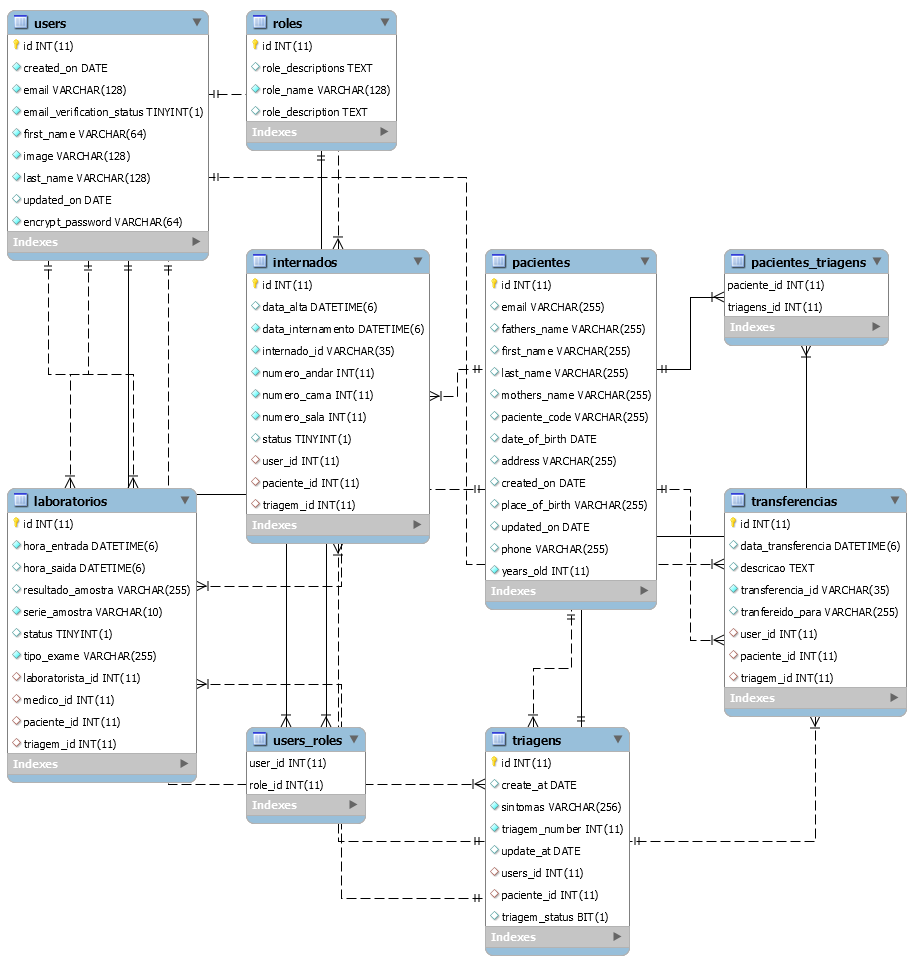 users
id INT(11)
created_on DATE
email VARCHAR(128)
email_verification_status TINYINT(1)
first_name VARCHAR(64)
image VARCHAR(128)
last_name VARCHAR(128)
updated_on DATE
encrypt_password VARCHAR(64)
Indexes
roles
id INT(11)
role_descriptions TEXT
role_name VARCHAR(128)
role_description TEXT
Indexes
internados
id INT(11)
data_alta DATETIME(6)
data_internamento DATETIME(6)
internado_id VARCHAR(35)
numero_andar INT(11)
numero_cama INT(11)
numero_sala INT(11)
status TINYINT(1)
user_id INT(11)
paciente_id INT(11)
triagem_id INT(11)
Indexes
pacientes
id INT(11)
email VARCHAR(255)
fathers_name VARCHAR(255)
first_name VARCHAR(255)
last_name VARCHAR(255)
mothers_name VARCHAR(255)
paciente_code VARCHAR(255)
date_of_birth DATE
address VARCHAR(255)
created_on DATE
place_of_birth VARCHAR(255)
updated_on DATE
phone VARCHAR(255)
years_old INT(11)
Indexes
pacientes_triagens
paciente_id INT(11)
triagens_id INT(11)
Indexes
laboratorios
id INT(11)
hora_entrada DATETIME(6)
hora_saida DATETIME(6)
resultado_amostra VARCHAR(255)
serie_amostra VARCHAR(10)
status TINYINT(1)
tipo_exame VARCHAR(255)
laboratorista_id INT(11)
medico_id INT(11)
paciente_id INT(11)
triagem_id INT(11)
Indexes
transferencias
id INT(11)
data_transferencia DATETIME(6)
descricao TEXT
transferencia_id VARCHAR(35)
tranfereido_para VARCHAR(255)
user_id INT(11)
paciente_id INT(11)
triagem_id INT(11)
Indexes
users_roles
user_id INT(11)
role_id INT(11)
Indexes
triagens
id INT(11)
create_at DATE
sintomas VARCHAR(256)
triagem_number INT(11)
update_at DATE
users_id INT(11)
paciente_id INT(11)
triagem_status BIT(1)
Indexes